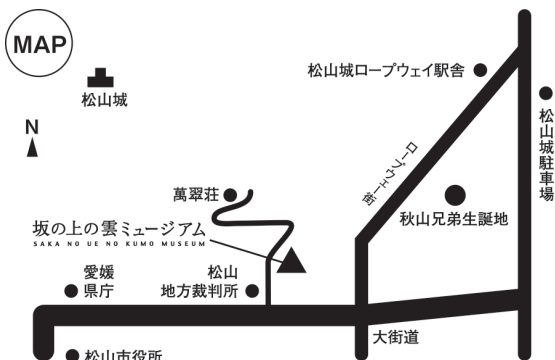 MAP
松山城ロープウェイ駅舎
松山城
松山城駐車場
N
ロープウェー街
萬翠荘
秋山兄弟生誕地
坂の上の雲ミュージアム
SAKA NO UE NO KUMO MUSEUM
愛媛
県庁
松山
地方裁判所
大街道
松山市役所